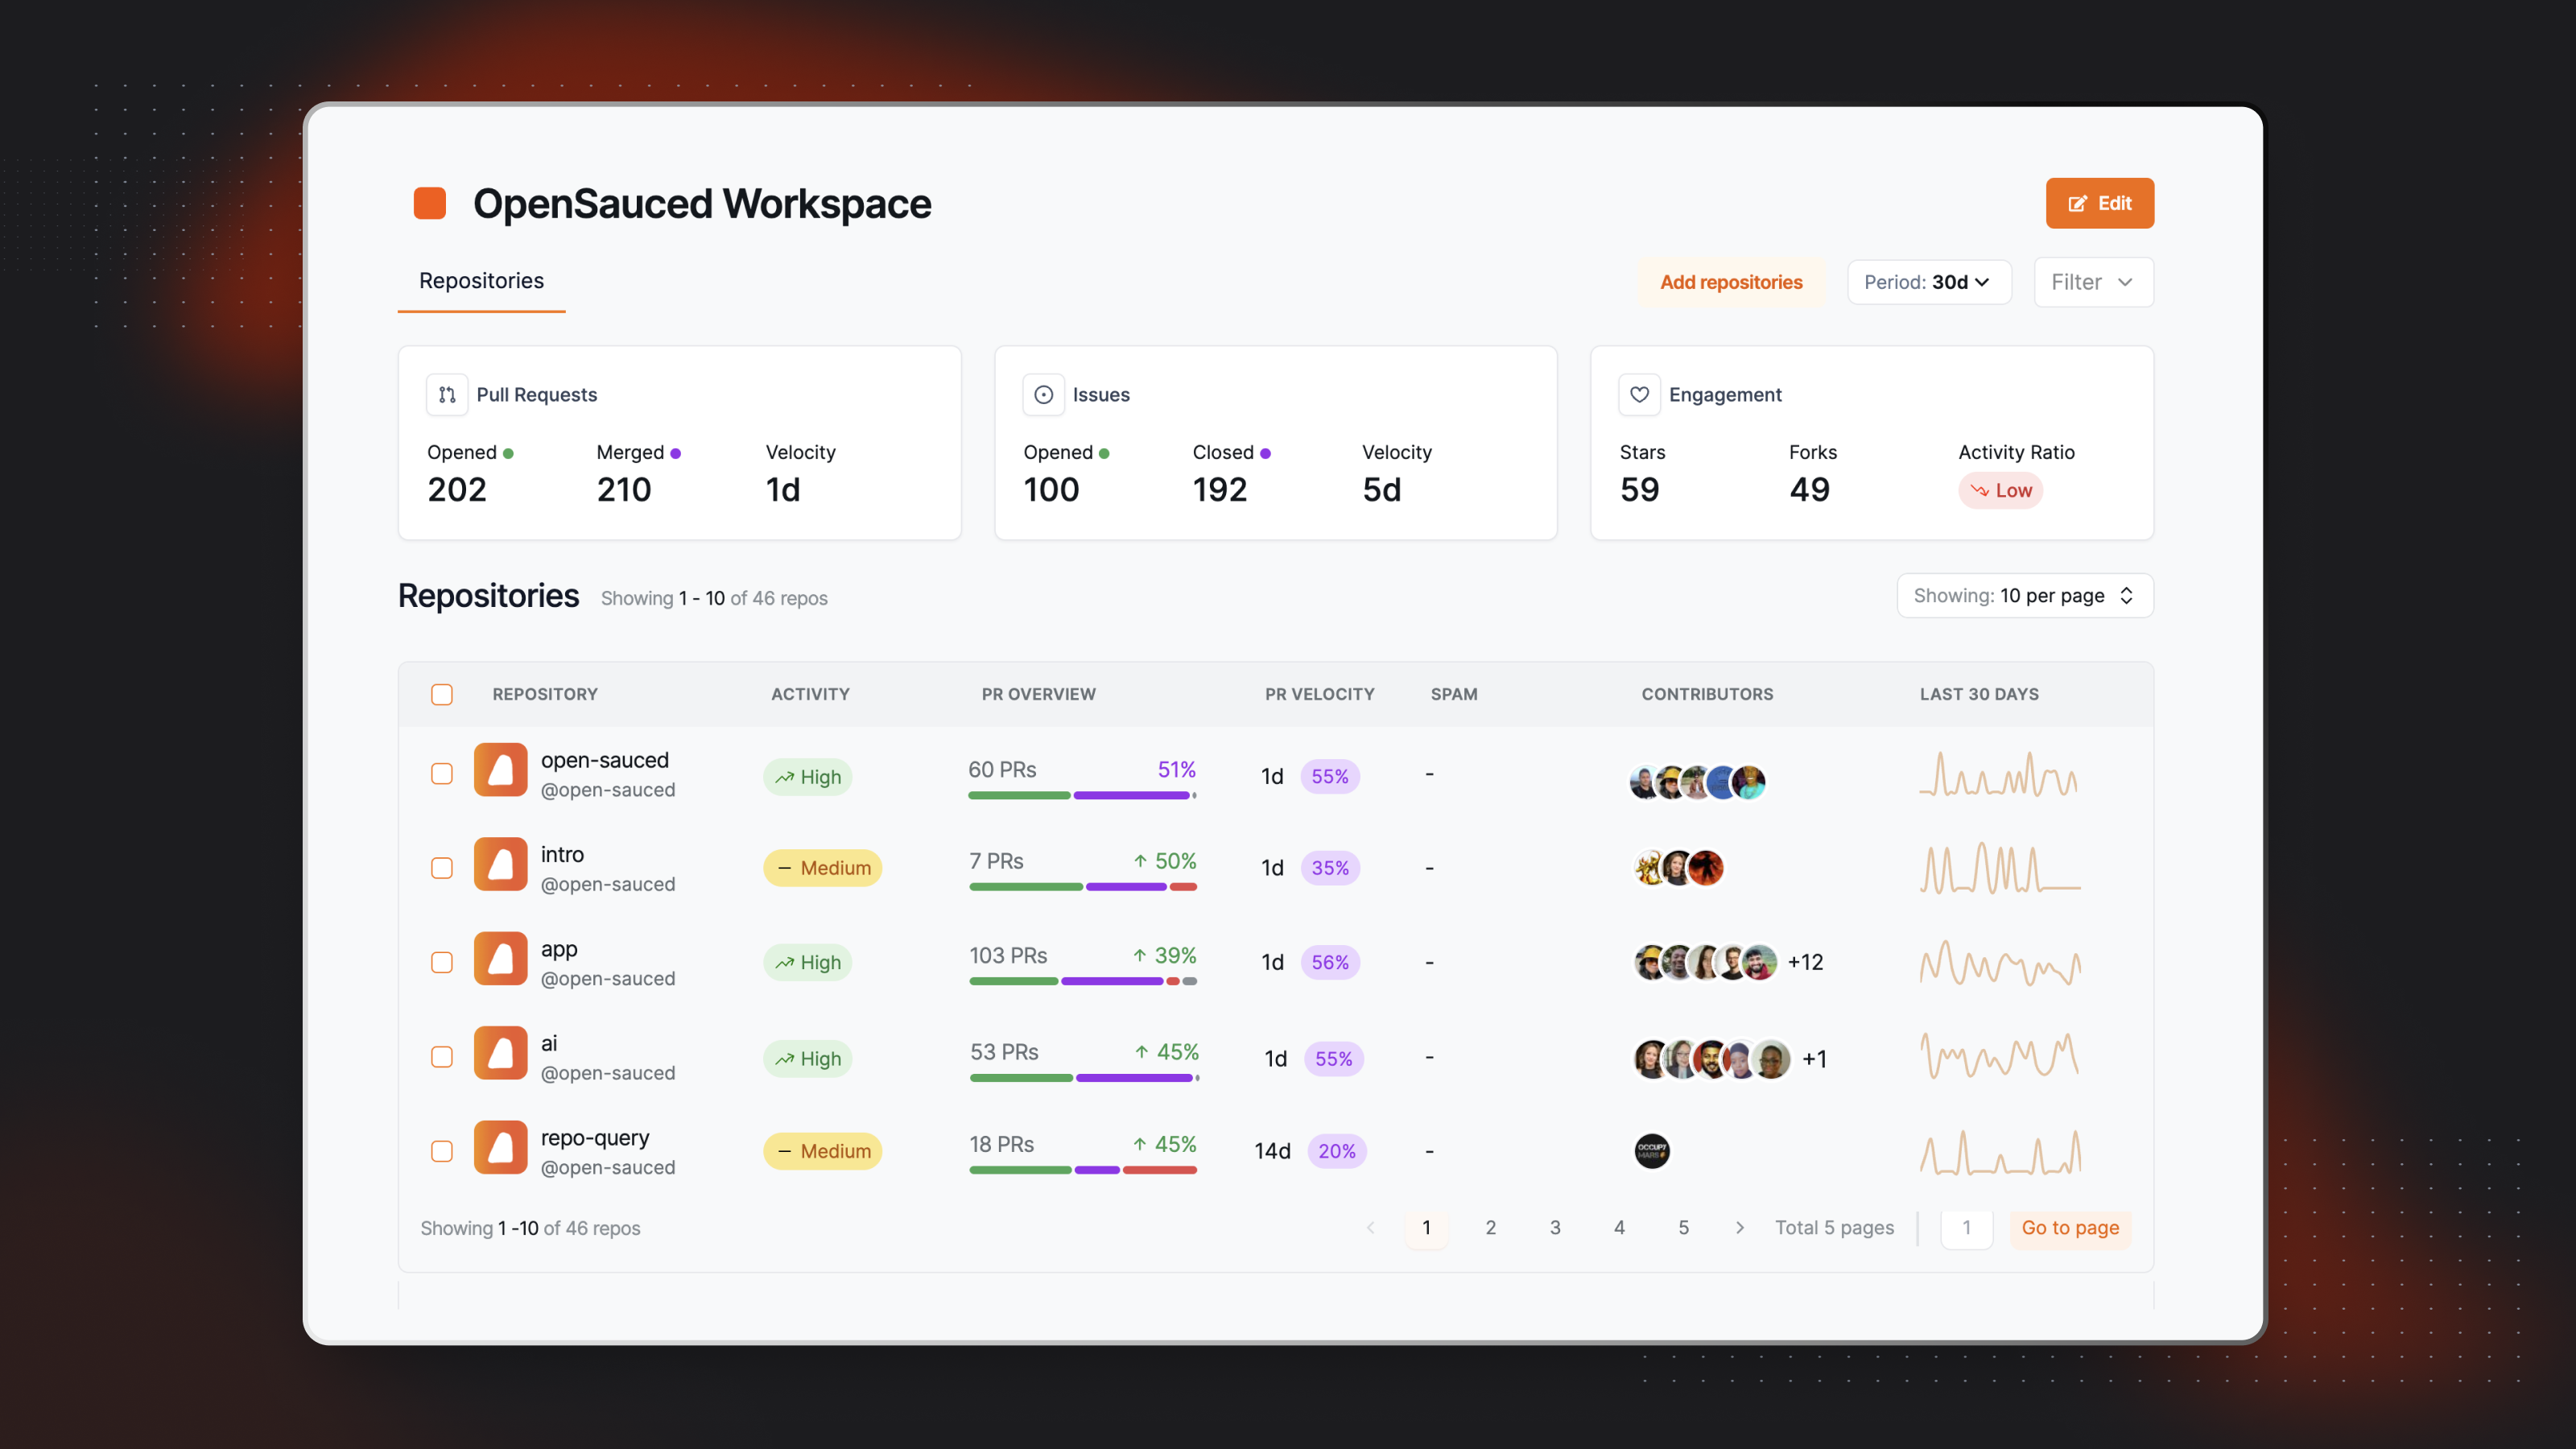 OpenSauced Workspace
Edit
Repositories
Add repositories
Period: 30d
Filter
Pull Requests
Opened
Merged
Velocity
202
210
1d
Issues
Opened
Closed
Velocity
100
192
5d
Engagement
Stars
Forks
Activity Ratio
59
49
Low
Repositories
Showing 1 - 10 of 46 repos
Showing: 10 per page
REPOSITORY
ACTIVITY
PR OVERVIEW
PR VELOCITY
SPAM
CONTRIBUTORS
LAST 30 DAYS
open-sauced
@open-sauced
High
60 PRs
51%
1d
55%
-
intro
@open-sauced
Medium
7 PRs
↑ 50%
1d
35%
-
app
@open-sauced
High
103 PRs
↑ 39%
1d
56%
-
+12
ai
@open-sauced
High
53 PRs
↑ 45%
1d
55%
-
+1
repo-query
@open-sauced
Medium
18 PRs
↑ 45%
14d
20%
-
OCCUPY
MARS
Showing 1 -10 of 46 repos
< 1 2 3 4 5 >
Total 5 pages
1
Go to page